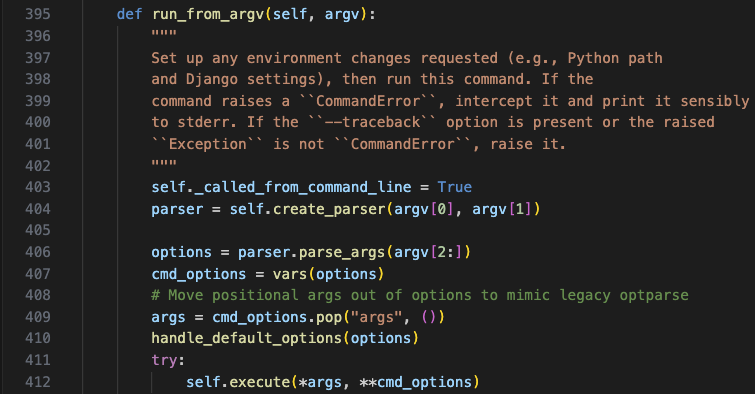 395 def run_from_argv(self, argv):
396 """
397 Set up any environment changes requested (e.g., Python path
398 and Django settings), then run this command. If the
399 command raises a ``CommandError``, intercept it and print it sensibly
400 to stderr. If the ``--traceback`` option is present or the raised
401 ``Exception`` is not ``CommandError``, raise it.
402 """
403 self._called_from_command_line = True
404 parser = self.create_parser(argv[0], argv[1])
405
406 options = parser.parse_args(argv[2:])
407 cmd_options = vars(options)
408 # Move positional args out of options to mimic legacy optparse
409 args = cmd_options.pop("args", ())
410 handle_default_options(options)
411 try:
412 self.execute(*args, **cmd_options)